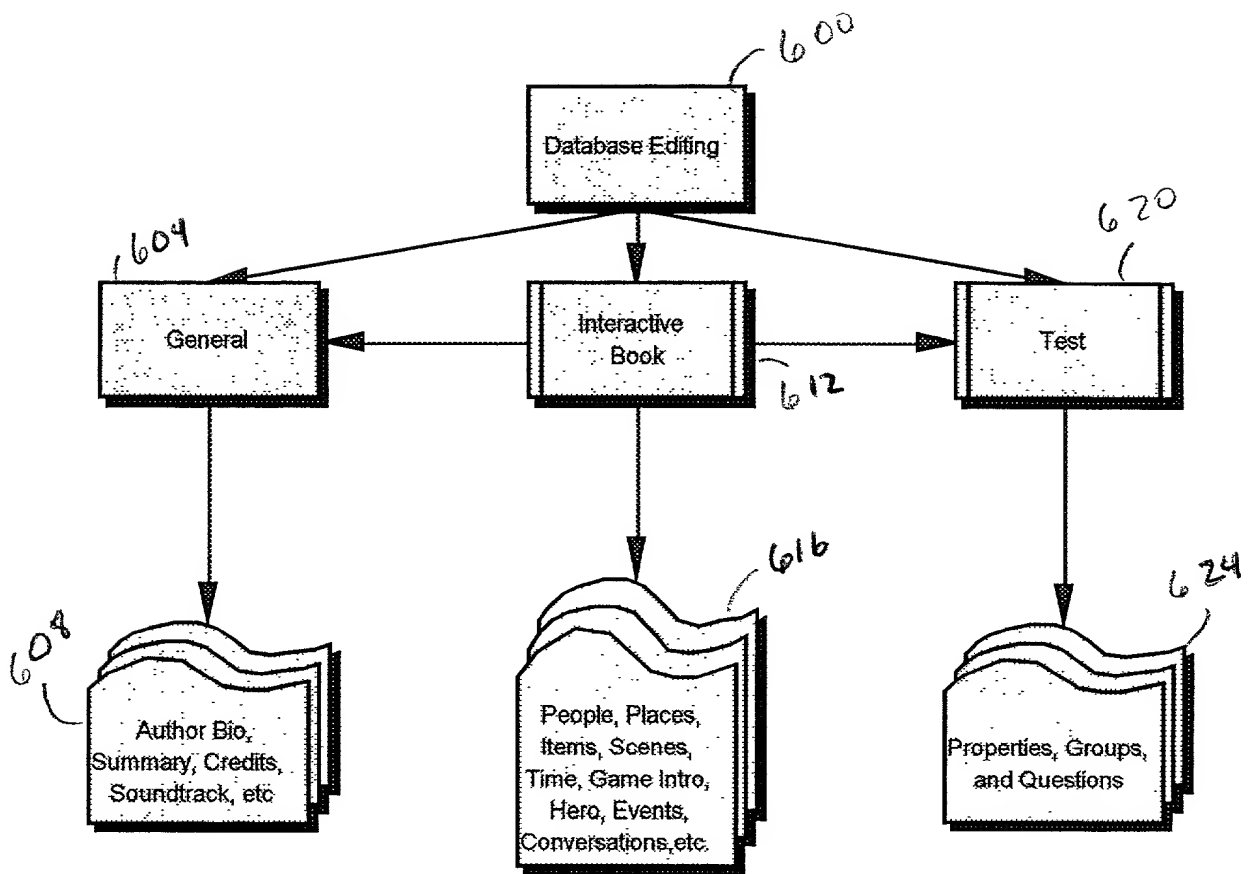 600
Database Editing
604
620
General
Interactive
Book
Test
612
608
616
624
Author Bio,
Summary, Credits,
Soundtrack, etc
People, Places,
Items, Scenes,
Time, Game Intro,
Hero, Events,
Conversations,etc.
Properties, Groups,
and Questions